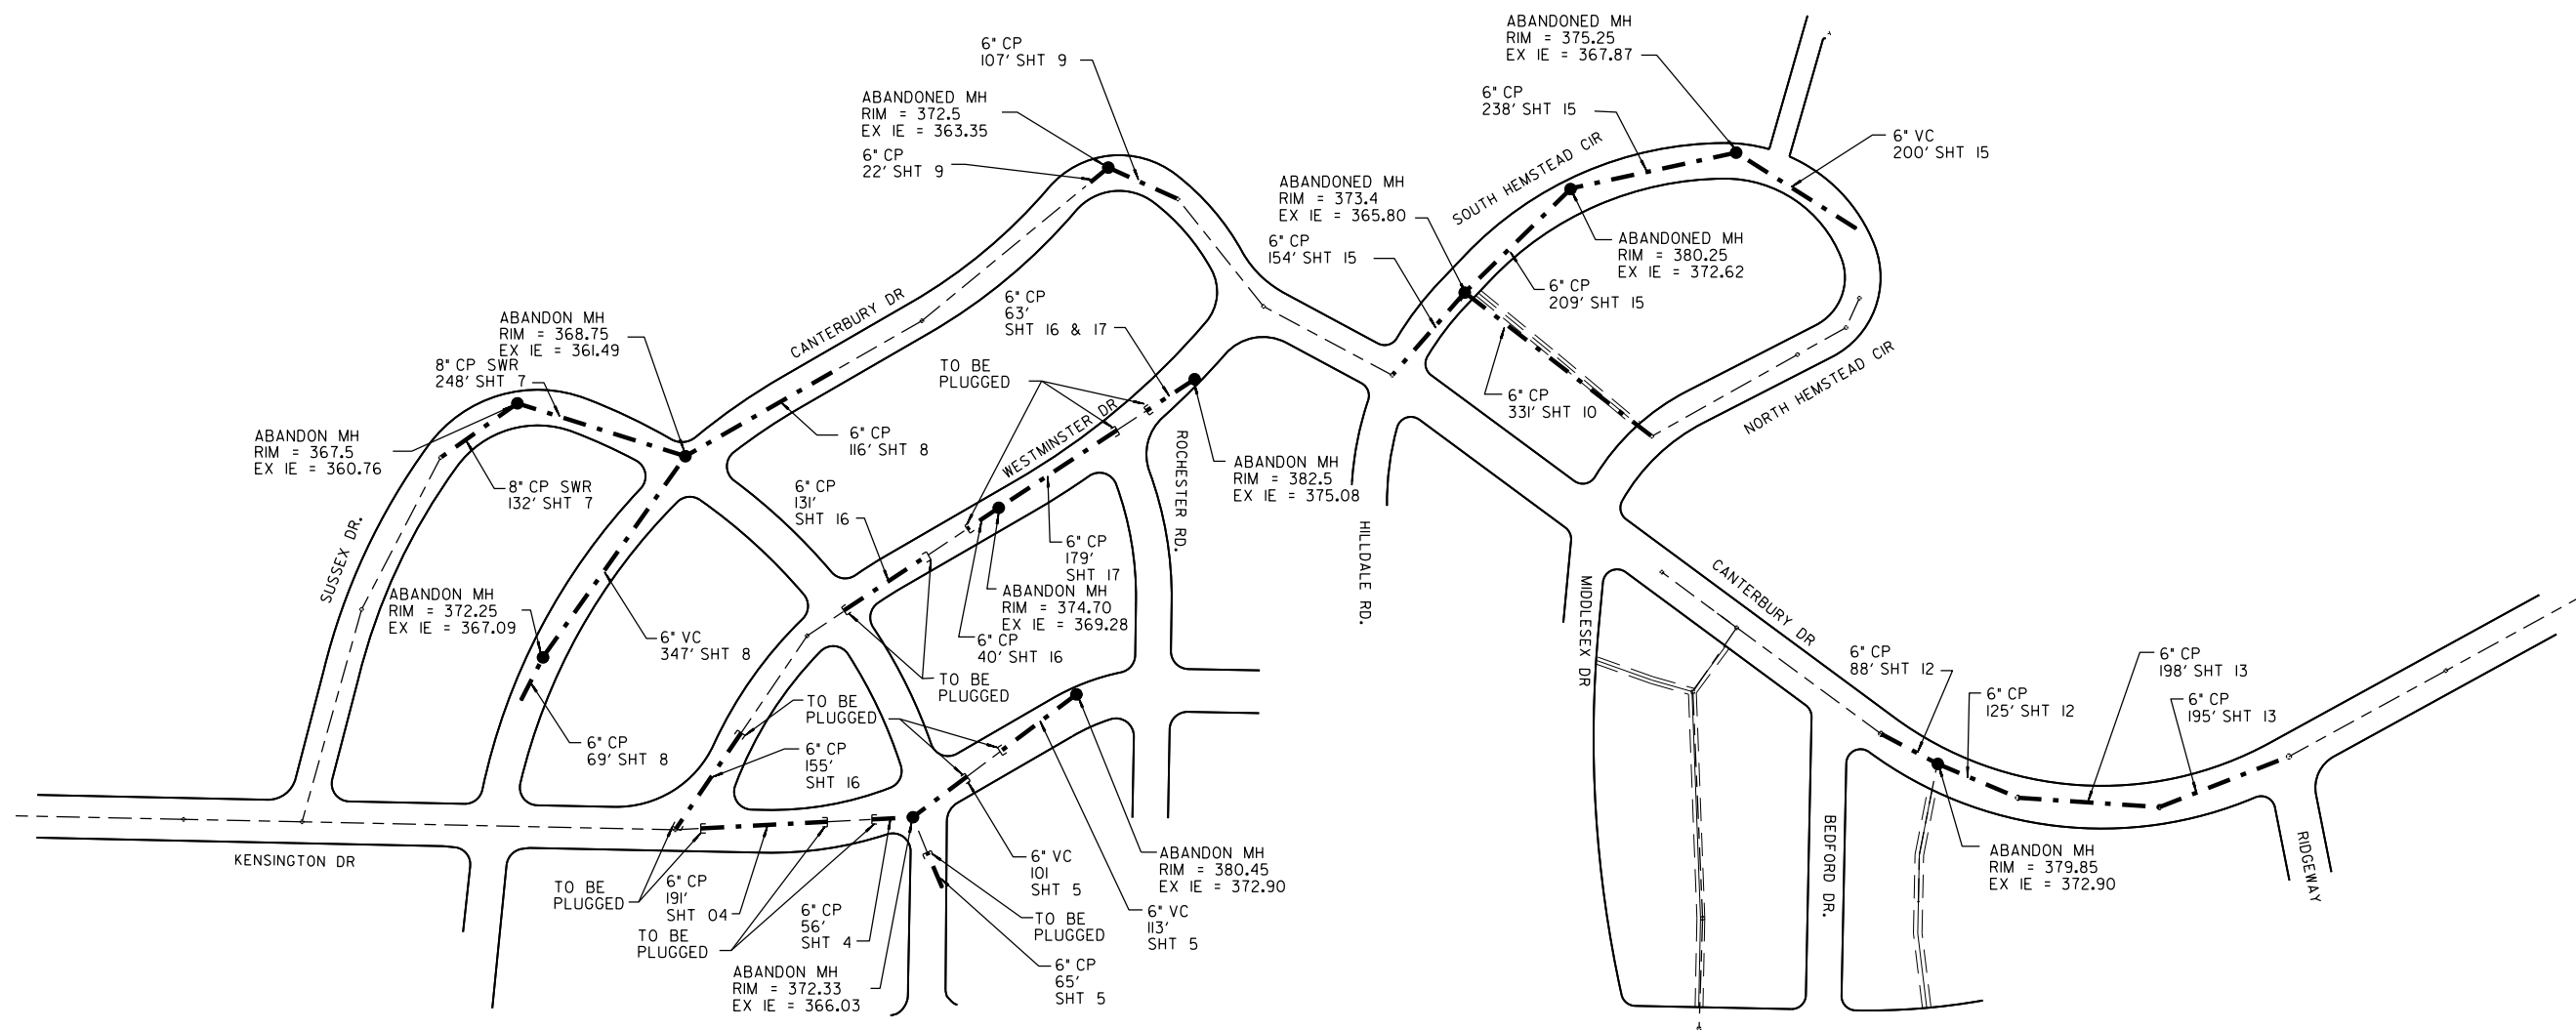 ABANDONED MH
RIM = 375.25
EX IE = 367.87
6" CP
107' SHT 9
ABANDONED MH
RIM = 372.5
EX IE = 363.35
6" CP
22' SHT 9
6" CP
238' SHT 15
6" VC
200' SHT 15
SOUTH HEMSTEAD CIR
ABANDONED MH
RIM = 373.4
EX IE = 365.80
6" CP
154' SHT 15
ABANDONED MH
RIM = 380.25
EX IE = 372.62
6" CP
209' SHT 15
6" CP
331' SHT 10
NORTH HEMSTEAD CIR
CANTERBURY DR
6" CP
63'
SHT 16 & 17
TO BE
PLUGGED
ABANDON MH
RIM = 368.75
EX IE = 361.49
8" CP SWR
248' SHT 7
ABANDON MH
RIM = 367.5
EX IE = 360.76
8" CP SWR
132' SHT 7
6" CP
116' SHT 8
WESTMINSTER DR
ROCHESTER RD.
ABANDON MH
RIM = 382.5
EX IE = 375.08
HILLDALE RD.
6" CP
131'
SHT 16
6" CP
179'
SHT 17
ABANDON MH
RIM = 374.70
EX IE = 369.28
6" CP
40' SHT 16
TO BE
PLUGGED
SUSSEX DR.
ABANDON MH
RIM = 372.25
EX IE = 367.09
6" VC
347' SHT 8
6" CP
69' SHT 8
TO BE
PLUGGED
6" CP
155'
SHT 16
MIDDLESEX DR
CANTERBURY DR
6" CP
88' SHT 12
6" CP
125' SHT 12
6" CP
198' SHT 13
6" CP
195' SHT 13
KENSINGTON DR
TO BE
PLUGGED
6" CP
191'
SHT 04
TO BE
PLUGGED
6" CP
56'
SHT 4
ABANDON MH
RIM = 372.33
EX IE = 366.03
6" VC
101
SHT 5
TO BE
PLUGGED
6" CP
65'
SHT 5
6" VC
113'
SHT 5
ABANDON MH
RIM = 380.45
EX IE = 372.90
BEDFORD DR.
ABANDON MH
RIM = 379.85
EX IE = 372.90
RIDGEWAY